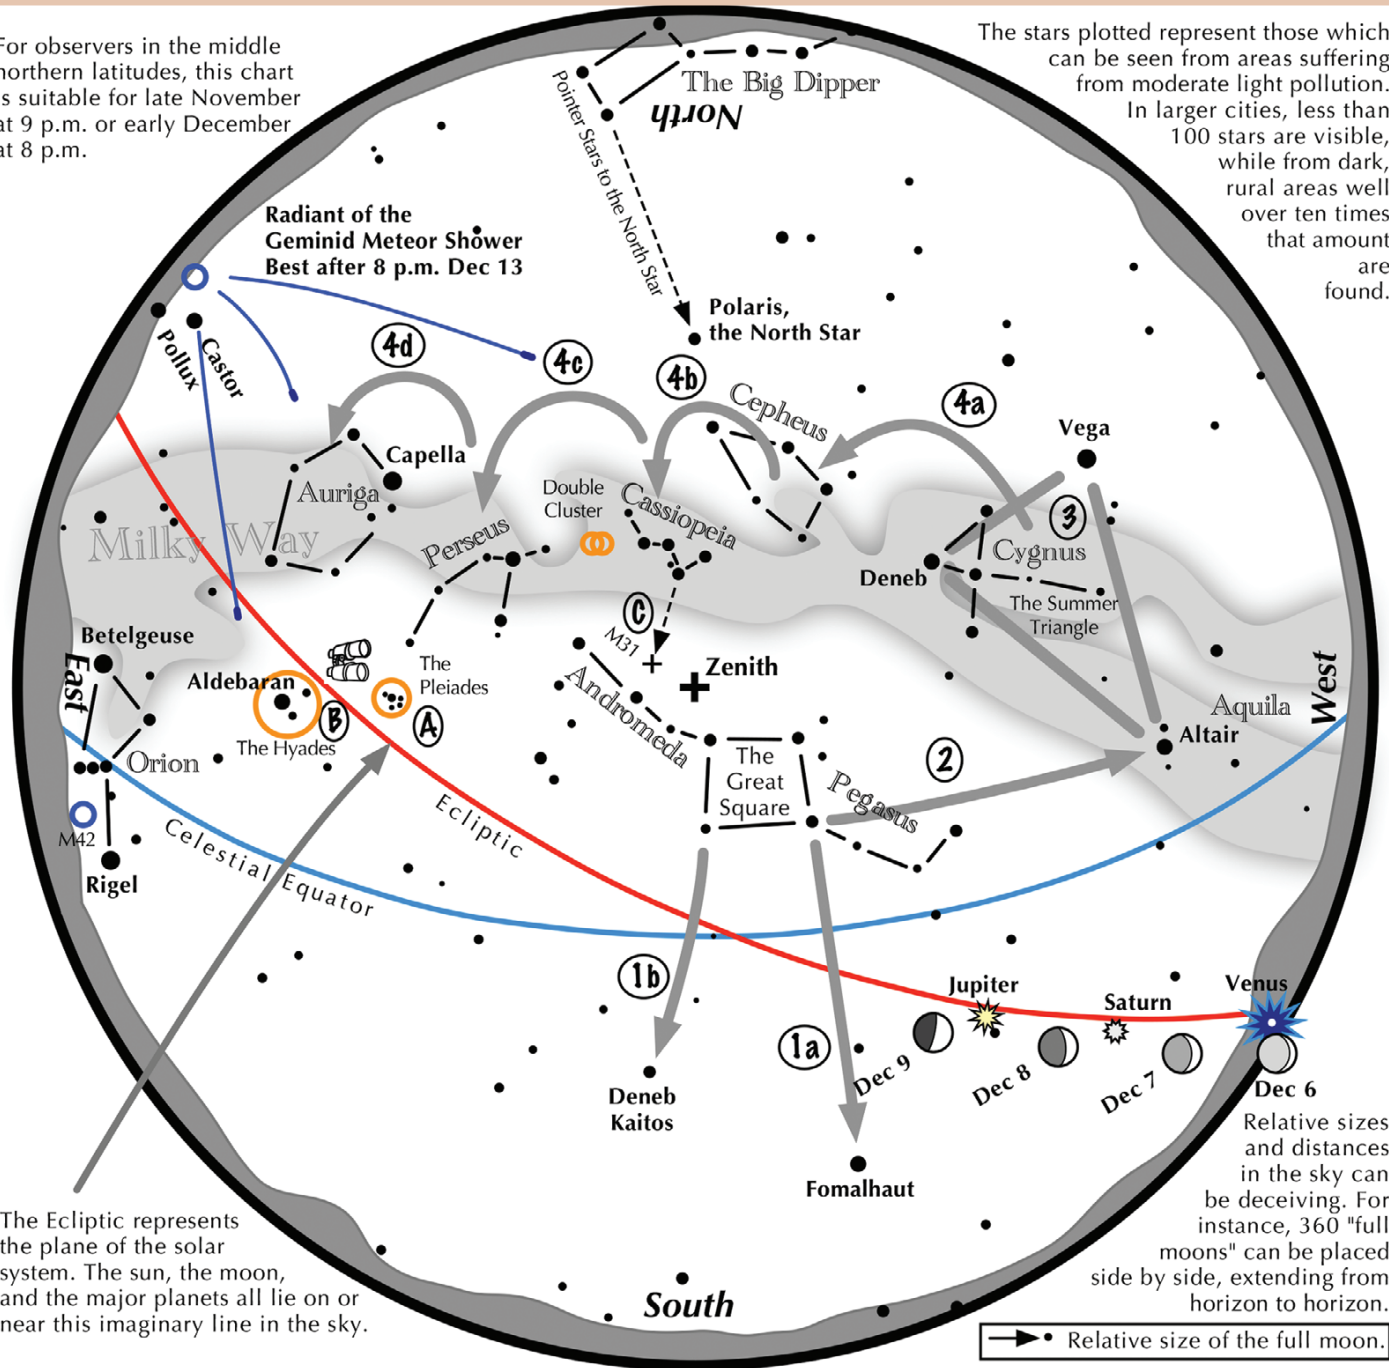 For observers in the middle
northern latitudes, this chart
is suitable for late November
at 9 p.m. or early December
at 8 p.m.
The stars plotted represent those which
can be seen from areas suffering
from moderate light pollution.
In larger cities, less than
100 stars are visible,
while from dark,
rural areas well
over ten times
that amount
are
found.
The Big Dipper
North
Pointer Stars to the North Star
Radiant of the
Geminid Meteor Shower
Best after 8 p.m. Dec 13
Polaris,
the North Star
Pollux
Castor
4d
4c
4b
4a
Cepheus
Vega
Capella
Auriga
Double
Cluster
Cassiopeia
3
Milky Way
Perseus
Cygnus
Deneb
The Summer
Triangle
C
M31
Betelgeuse
East
The
Pleiades
Zenith
Aldebaran
B
A
The Hyades
Andromeda
West
Aquila
Altair
Orion
The
Great
Square
2
Pegasus
M42
Ecliptic
Celestial Equator
Rigel
1b
Jupiter
Saturn
Venus
1a
Dec 9
Dec 8
Dec 7
Dec 6
Deneb
Kaitos
Fomalhaut
Relative sizes
and distances
in the sky can
be deceiving. For
instance, 360 "full
moons" can be placed
side by side, extending from
horizon to horizon.
The Ecliptic represents
the plane of the solar
system. The sun, the moon,
and the major planets all lie on or
near this imaginary line in the sky.
South
Relative size of the full moon.